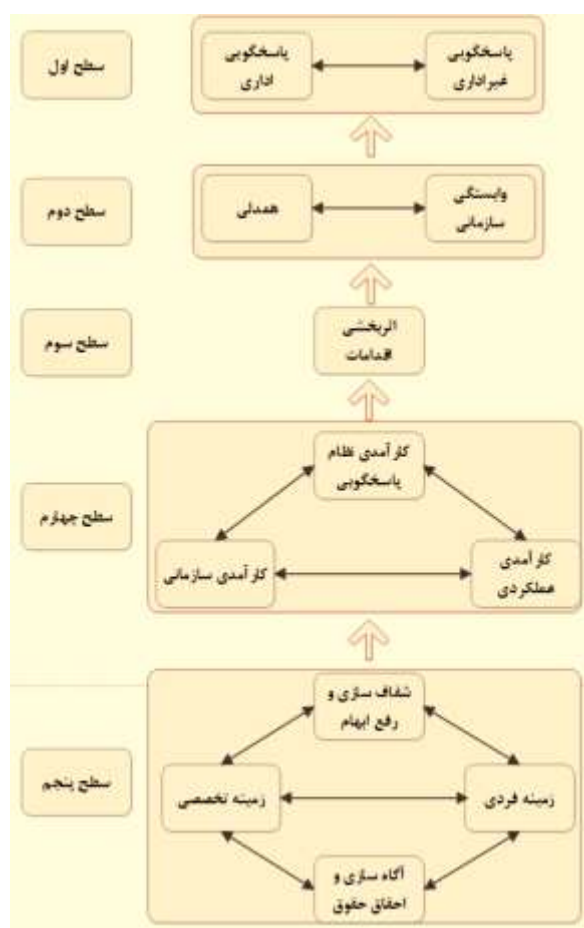 سطح اول
پاسخگویی
غیراداری
پاسخگویی
اداری
سطح دوم
وابستگی
سازمانی
همدلی
سطح سوم
اثربخشی
اقدامات
سطح چهارم
کارآمدی نظام
پاسخگویی
کارآمدی
عملکردی
کارآمدی سازمانی
سطح پنجم
شفاف سازی و
رفع ابهام
زمینه فردی
زمینه تخصصی
آگاه سازی و
احقاق حقوق